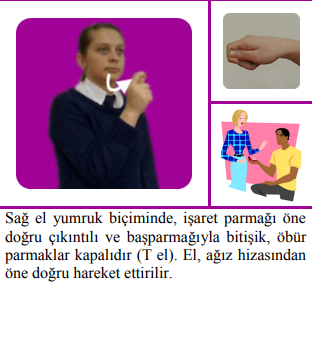 Sağ el yumruk biçiminde, işaret parmağı öne
doğru çıkıntılı ve başparmağıyla bitişik, öbür
parmaklar kapalıdır (T el). El, ağız hizasından
öne doğru hareket ettirilir.